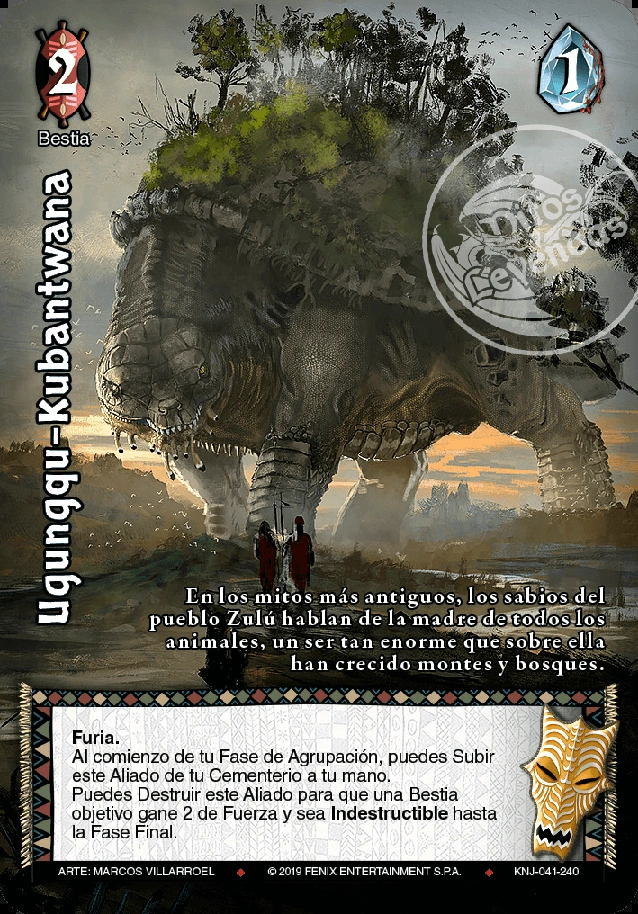 2
1
Bestia
Mitos
y
Leyendas
Ugungqu-Kubantwana
En los mitos más antiguos, los sabios del
pueblo Zulú hablan de la madre de todos los
animales, un ser tan enorme que sobre ella
han crecido montes y bosques.
Furia.
Al comienzo de tu Fase de Agrupación, puedes Subir
este Aliado de tu Cementerio a tu mano.
Puedes Destruir este Aliado para que una Bestia
objetivo gane 2 de Fuerza y sea Indestructible hasta
la Fase Final.
ARTE: MARCOS VILLARROEL ♦ © 2019 FENIX ENTERTAINMENT S.P.A. ♦ KNJ-041-240